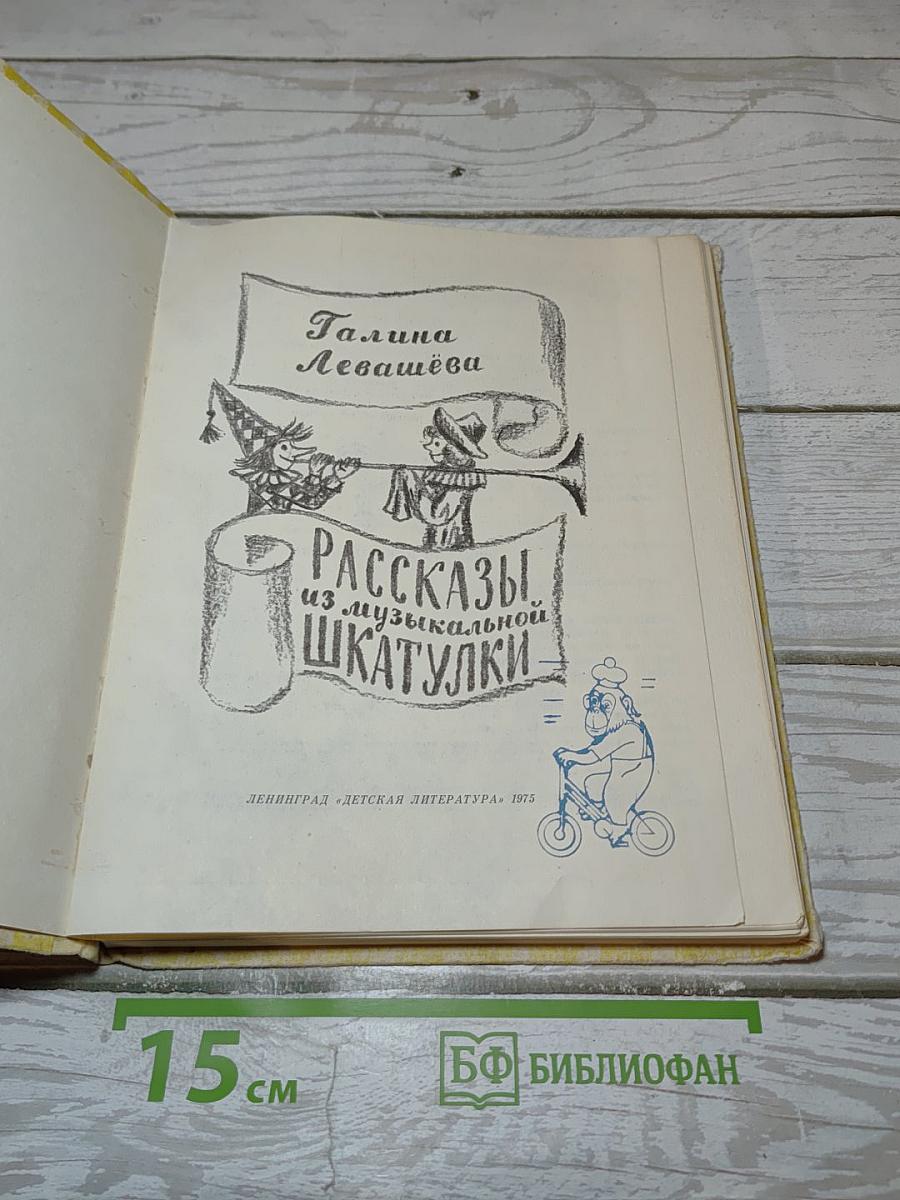 Галина
Левашёва
РАССКАЗЫ
из музыкальной
ШКАТУЛКИ
ЛЕНИНГРАД «ДЕТСКАЯ ЛИТЕРАТУРА» 1975
15 см
БФ БИБЛИОФАН